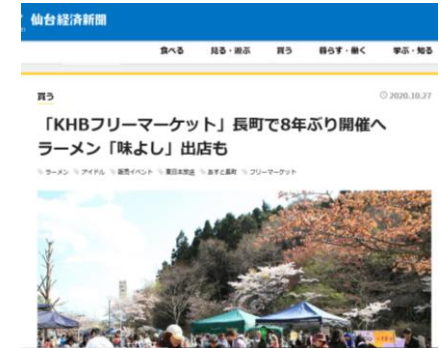 仙台経済新聞
食べる 見る・遊ぶ 買う 暮らす・働く 学ぶ・知る
買う
2020.10.27
「KHBフリーマーケット」長町で8年ぶり開催へ
ラーメン「味よし」出店も
ラーメン アイドル 販売イベント 東日本放送 あすと長町 フリーマーケット